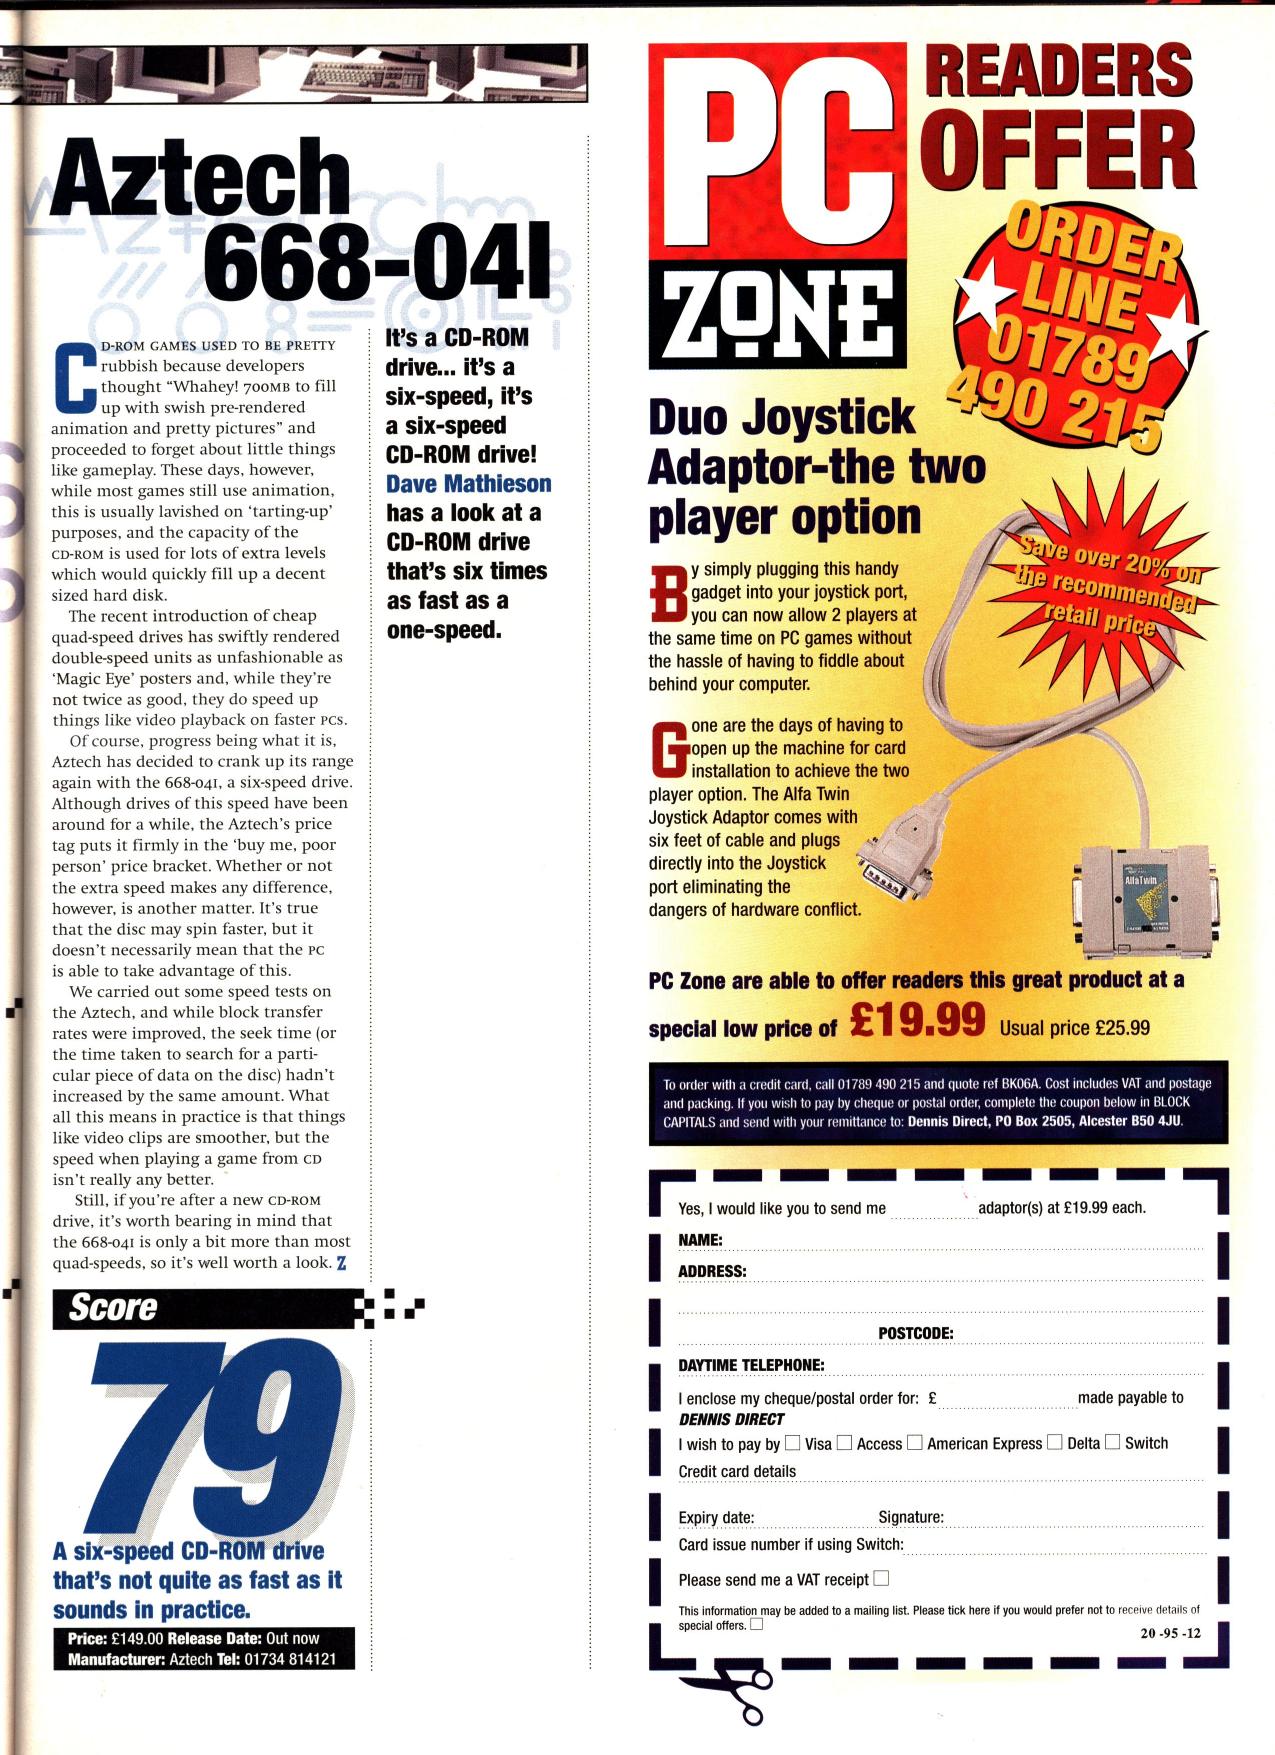 Aztech
668-04I
CD-ROM GAMES USED TO BE PRETTY
rubbish because developers
thought "Whahey! 700MB to fill
up with swish pre-rendered
animation and pretty pictures" and
proceeded to forget about little things
like gameplay. These days, however,
while most games still use animation,
this is usually lavished on 'tarting-up'
purposes, and the capacity of the
CD-ROM is used for lots of extra levels
which would quickly fill up a decent
sized hard disk.
The recent introduction of cheap
quad-speed drives has swiftly rendered
double-speed units as unfashionable as
'Magic Eye' posters and, while they're
not twice as good, they do speed up
things like video playback on faster PCs.
Of course, progress being what it is,
Aztech has decided to crank up its range
again with the 668-04I, a six-speed drive.
Although drives of this speed have been
around for a while, the Aztech's price
tag puts it firmly in the 'buy me, poor
person' price bracket. Whether or not
the extra speed makes any difference,
however, is another matter. It's true
that the disc may spin faster, but it
doesn't necessarily mean that the PC
is able to take advantage of this.
We carried out some speed tests on
the Aztech, and while block transfer
rates were improved, the seek time (or
the time taken to search for a parti-
cular piece of data on the disc) hadn't
increased by the same amount. What
all this means in practice is that things
like video clips are smoother, but the
speed when playing a game from CD
isn't really any better.
Still, if you're after a new CD-ROM
drive, it's worth bearing in mind that
the 668-04I is only a bit more than most
quad-speeds, so it's well worth a look. Z
It's a CD-ROM
drive... it's a
six-speed, it's
a six-speed
CD-ROM drive!
Dave Mathieson
has a look at a
CD-ROM drive
that's six times
as fast as a
one-speed.
Score
79
A six-speed CD-ROM drive
that's not quite as fast as it
sounds in practice.
Price: £149.00 Release Date: Out now
Manufacturer: Aztech Tel: 01734 814121
PC
ZONE
READERS
OFFER
ORDER
LINE
01789
490 215
Duo Joystick
Adaptor-the two
player option
Save over 20% on
the recommended
retail price
By simply plugging this handy
gadget into your joystick port,
you can now allow 2 players at
the same time on PC games without
the hassle of having to fiddle about
behind your computer.
Gone are the days of having to
open up the machine for card
installation to achieve the two
player option. The Alfa Twin
Joystick Adaptor comes with
six feet of cable and plugs
directly into the Joystick
port eliminating the
dangers of hardware conflict.
AlfaTwin
PC Zone are able to offer readers this great product at a
special low price of £19.99 Usual price £25.99
To order with a credit card, call 01789 490 215 and quote ref BK06A. Cost includes VAT and postage
and packing. If you wish to pay by cheque or postal order, complete the coupon below in BLOCK
CAPITALS and send with your remittance to: Dennis Direct, PO Box 2505, Alcester B50 4JU.
Yes, I would like you to send me ............ adaptor(s) at £19.99 each.
NAME:
ADDRESS:
POSTCODE:
DAYTIME TELEPHONE:
I enclose my cheque/postal order for: £ ............ made payable to
DENNIS DIRECT
I wish to pay by ☐ Visa ☐ Access ☐ American Express ☐ Delta ☐ Switch
Credit card details
Expiry date: Signature:
Card issue number if using Switch:
Please send me a VAT receipt ☐
This information may be added to a mailing list. Please tick here if you would prefer not to receive details of
special offers. ☐
20 -95 -12